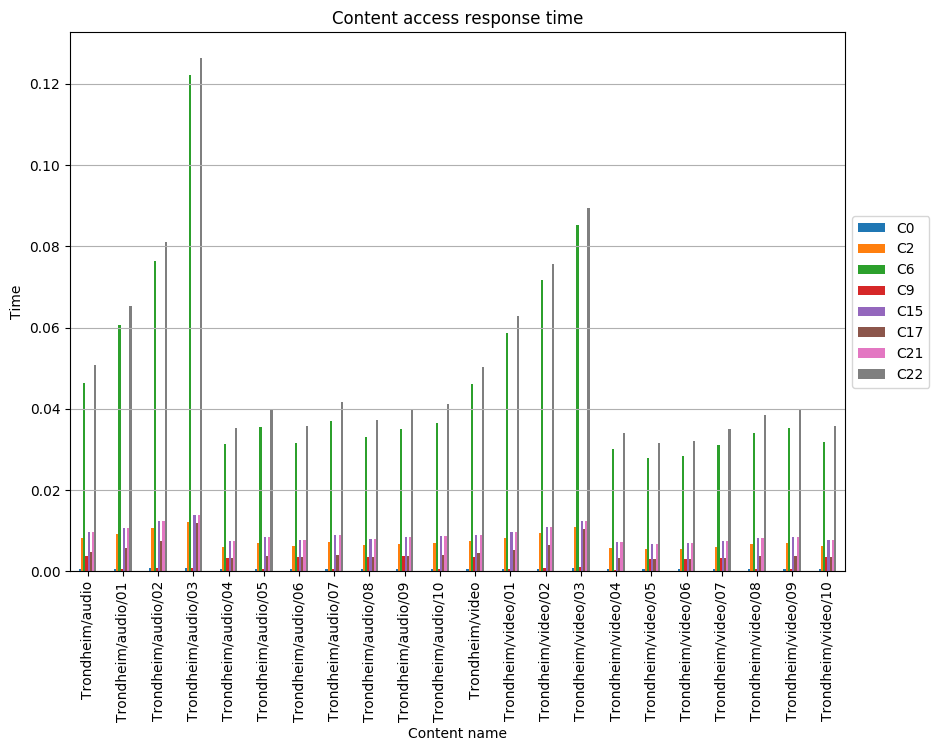 Content access response time
0.12
0.10
0.08
0.06
0.04
0.02
0.00
Time
Trondheim/audio
Trondheim/audio/01
Trondheim/audio/02
Trondheim/audio/03
Trondheim/audio/04
Trondheim/audio/05
Trondheim/audio/06
Trondheim/audio/07
Trondheim/audio/08
Trondheim/audio/09
Trondheim/audio/10
Trondheim/video
Trondheim/video/01
Trondheim/video/02
Trondheim/video/03
Trondheim/video/04
Trondheim/video/05
Trondheim/video/06
Trondheim/video/07
Trondheim/video/08
Trondheim/video/09
Trondheim/video/10
Content name
C0
C2
C6
C9
C15
C17
C21
C22